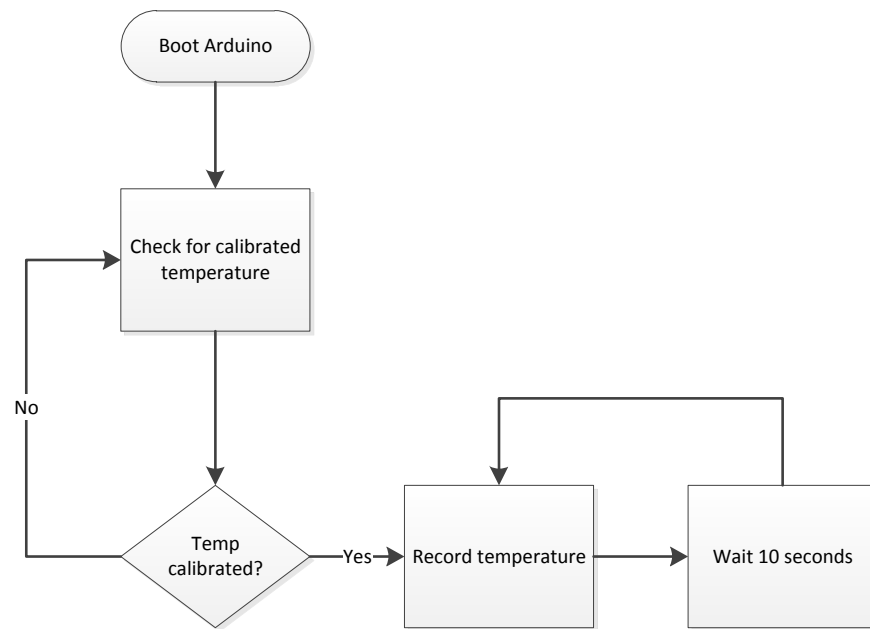 Boot Arduino
Check for calibrated
temperature
No
Temp
calibrated?
Yes
Record temperature
Wait 10 seconds